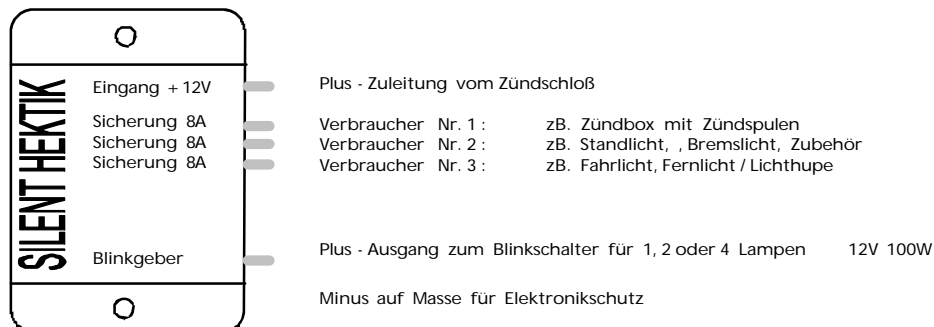 SILENT HEKTIK
Eingang + 12V Plus - Zuleitung vom Zündschloß
Sicherung 8A Verbraucher Nr. 1 : zB. Zündbox mit Zündspulen
Sicherung 8A Verbraucher Nr. 2 : zB. Standlicht, , Bremslicht, Zubehör
Sicherung 8A Verbraucher Nr. 3 : zB. Fahrlicht, Fernlicht / Lichthupe
Blinkgeber Plus - Ausgang zum Blinkschalter für 1, 2 oder 4 Lampen 12V 100W
Minus auf Masse für Elektronikschutz